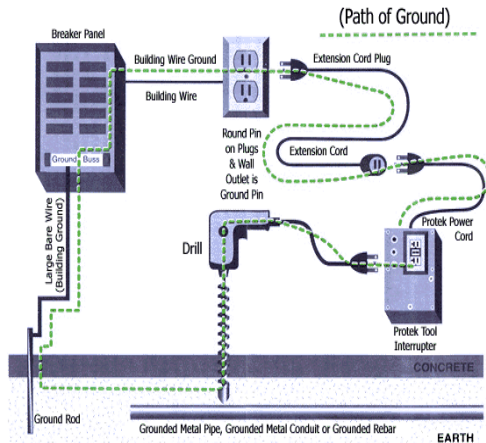 (Path of Ground)
Breaker Panel
Building Wire Ground
Extension Cord Plug
Building Wire
Ground Buss
Round Pin
on Plugs
& Wall
Outlet is
Ground Pin
Extension Cord
Large Bare Wire
(Building Ground)
Drill
Protek Power
Cord
Protek Tool
Interrupter
CONCRETE
Ground Rod
Grounded Metal Pipe, Grounded Metal Conduit or Grounded Rebar
EARTH